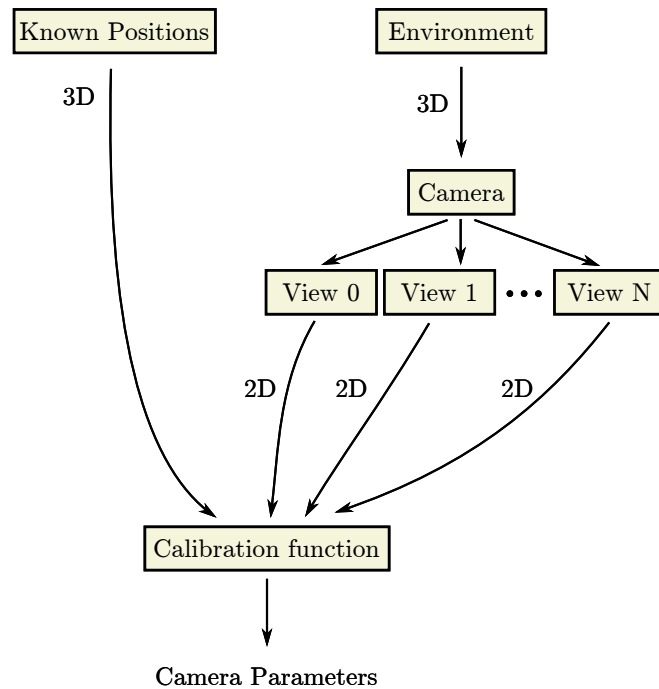 Known Positions
Environment
3D
3D
Camera
View 0
View 1
View N
2D
2D
2D
Calibration function
Camera Parameters